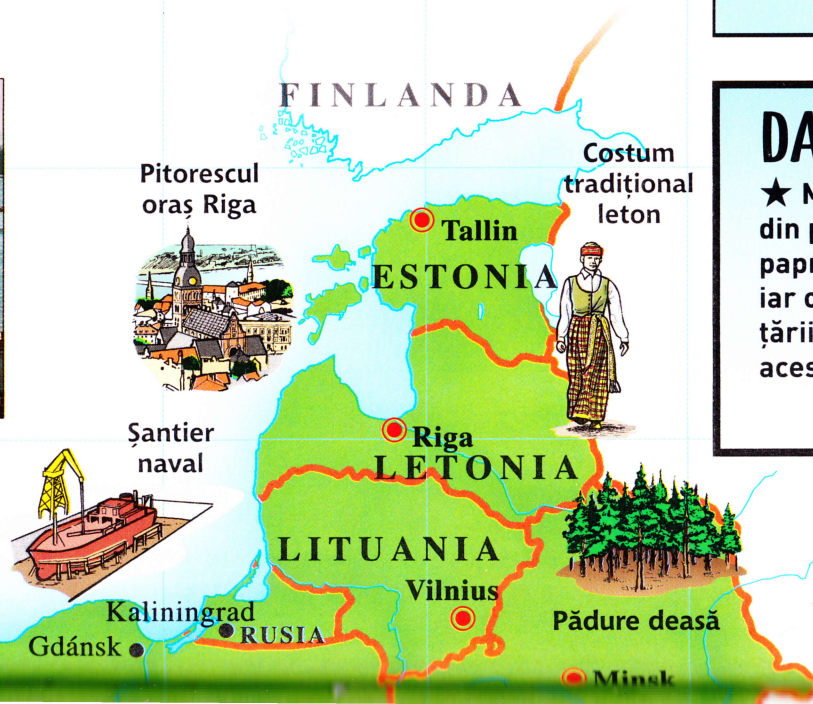 FINLANDA
Pitorescul
oraș Riga
Costum
tradițional
leton
Tallin
ESTONIA
Riga
LETONIA
Șantier
naval
LITUANIA
Vilnius
Kaliningrad
RUSIA
Gdánsk
Pădure deasă
Minsk
DA
★ N
din p
papr
iar o
țării
aces